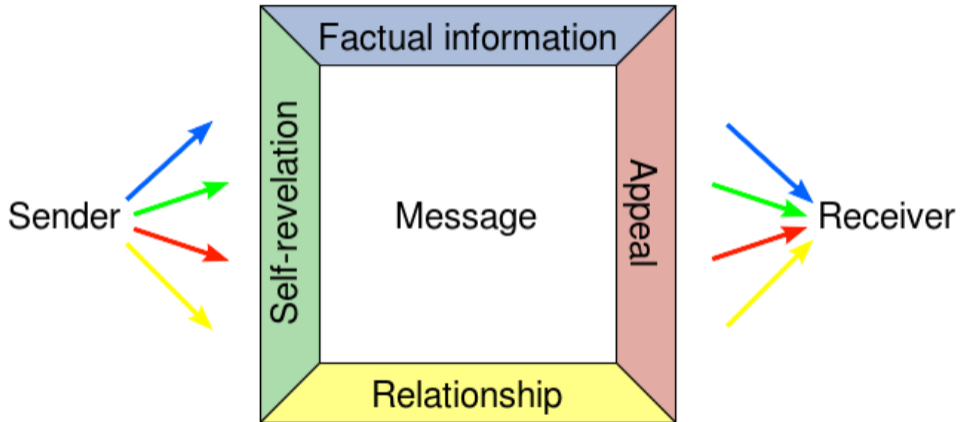 Factual information
Self-revelation
Sender
Message
Appeal
Receiver
Relationship